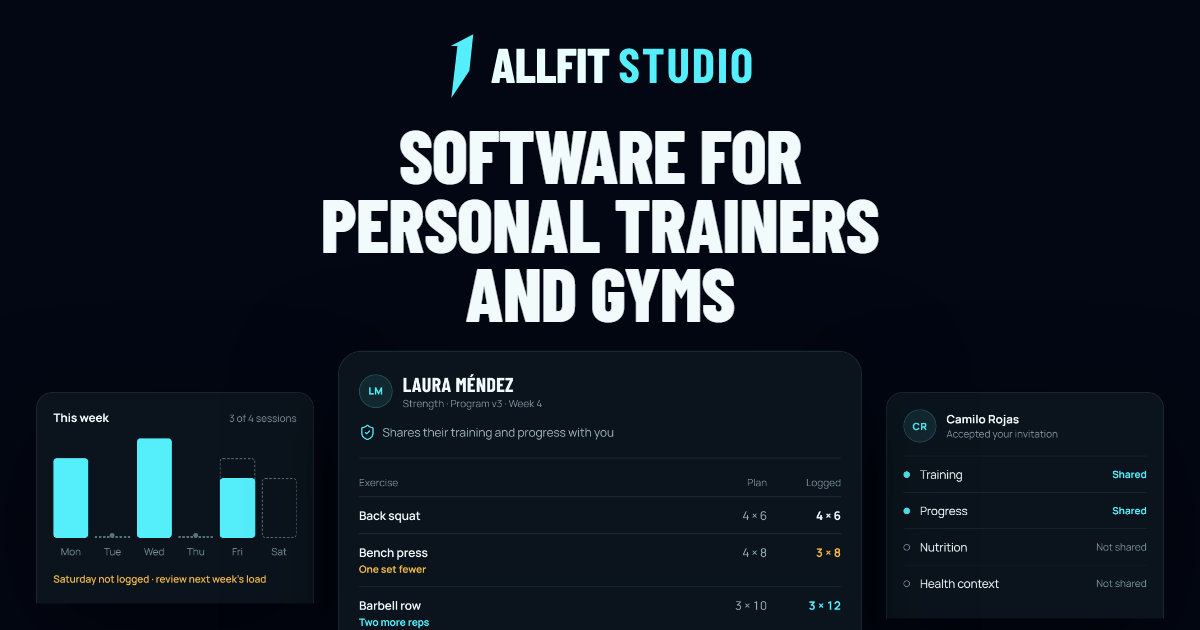 ALLFIT STUDIO
SOFTWARE FOR
PERSONAL TRAINERS
AND GYMS
This week 3 of 4 sessions
Mon Tue Wed Thu Fri Sat
Saturday not logged · review next week's load
LM LAURA MÉNDEZ
Strength · Program v3 · Week 4
Shares their training and progress with you
Exercise Plan Logged
Back squat 4 × 6 4 × 6
Bench press 4 × 8 3 × 8
One set fewer
Barbell row 3 × 10 3 × 12
Two more reps
CR Camilo Rojas
Accepted your invitation
Training Shared
Progress Shared
Nutrition Not shared
Health context Not shared